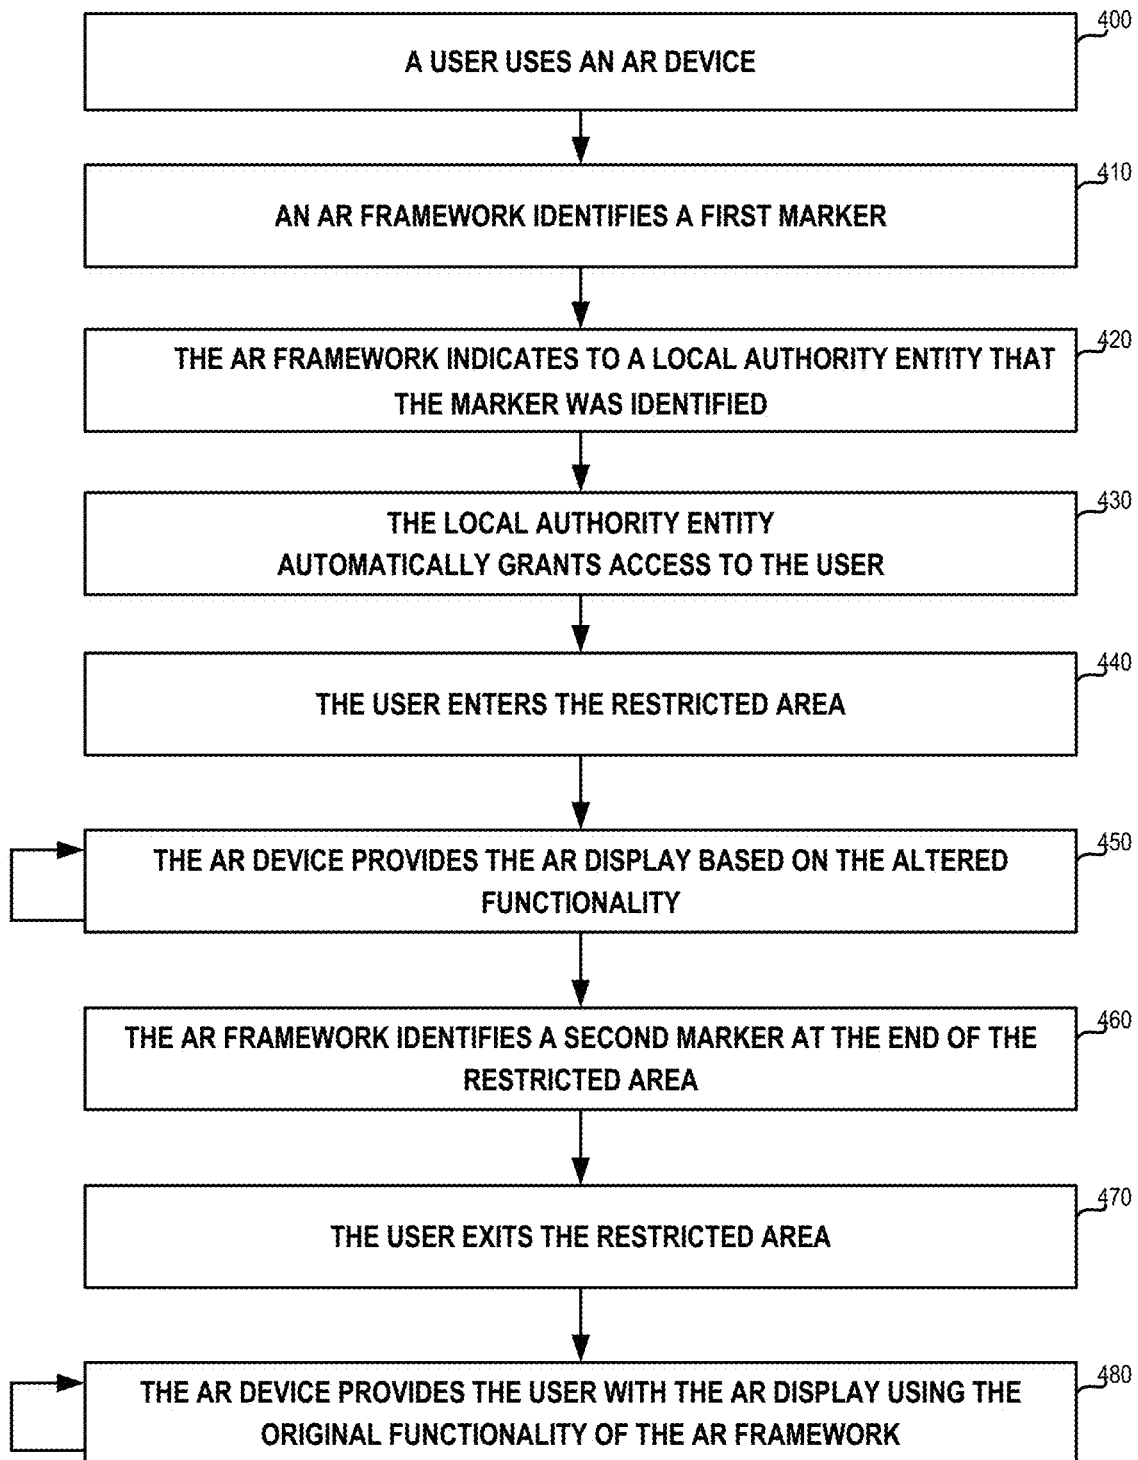 400
A USER USES AN AR DEVICE
410
AN AR FRAMEWORK IDENTIFIES A FIRST MARKER
420
THE AR FRAMEWORK INDICATES TO A LOCAL AUTHORITY ENTITY THAT
THE MARKER WAS IDENTIFIED
430
THE LOCAL AUTHORITY ENTITY
AUTOMATICALLY GRANTS ACCESS TO THE USER
440
THE USER ENTERS THE RESTRICTED AREA
450
THE AR DEVICE PROVIDES THE AR DISPLAY BASED ON THE ALTERED
FUNCTIONALITY
460
THE AR FRAMEWORK IDENTIFIES A SECOND MARKER AT THE END OF THE
RESTRICTED AREA
470
THE USER EXITS THE RESTRICTED AREA
480
THE AR DEVICE PROVIDES THE USER WITH THE AR DISPLAY USING THE
ORIGINAL FUNCTIONALITY OF THE AR FRAMEWORK